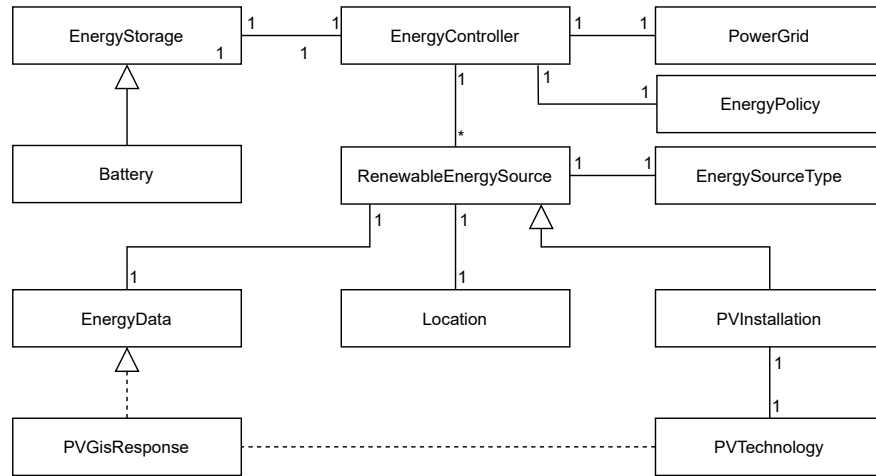 EnergyStorage
1
1
EnergyController
1
1
PowerGrid
1
1
1
1
1
EnergyPolicy
*
Battery
RenewableEnergySource
1
1
EnergySourceType
1
1
1
1
EnergyData
Location
PVInstallation
1
1
PVGisResponse
PVTechnology